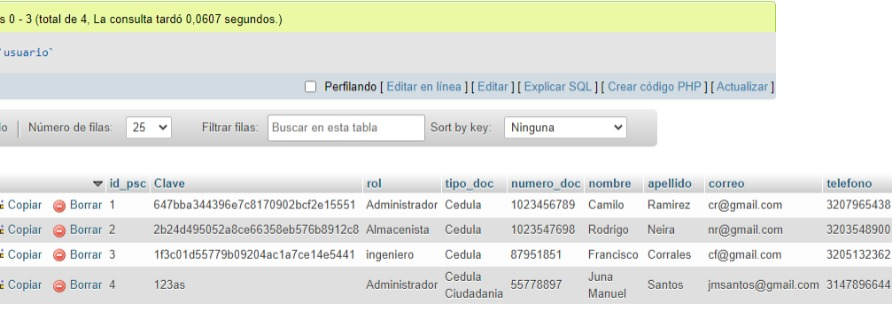 s 0 - 3 (total de 4, La consulta tardó 0,0607 segundos.)
`usuario`
Perfilando [ Editar en línea ] [ Editar ] [ Explicar SQL ] [ Crear código PHP ] [ Actualizar ]
lo | Número de filas: 25 Filtrar filas: Buscar en esta tabla Sort by key: Ninguna
id_psc Clave rol tipo_doc numero_doc nombre apellido correo telefono
Copiar Borrar 1 647bba344396e7c8170902bcf2e15551 Administrador Cedula 1023456789 Camilo Ramirez cr@gmail.com 3207965438
Copiar Borrar 2 2b24d495052a8ce66358eb576b8912c8 Almacenista Cedula 1023547698 Rodrigo Neira nr@gmail.com 3203548900
Copiar Borrar 3 1f3c01d55779b09204ac1a7ce14e5441 ingeniero Cedula 87951851 Francisco Corrales cf@gmail.com 3205132362
Copiar Borrar 4 123as Administrador Cedula Ciudadania 55778897 Juna Manuel Santos jmsantos@gmail.com 3147896644